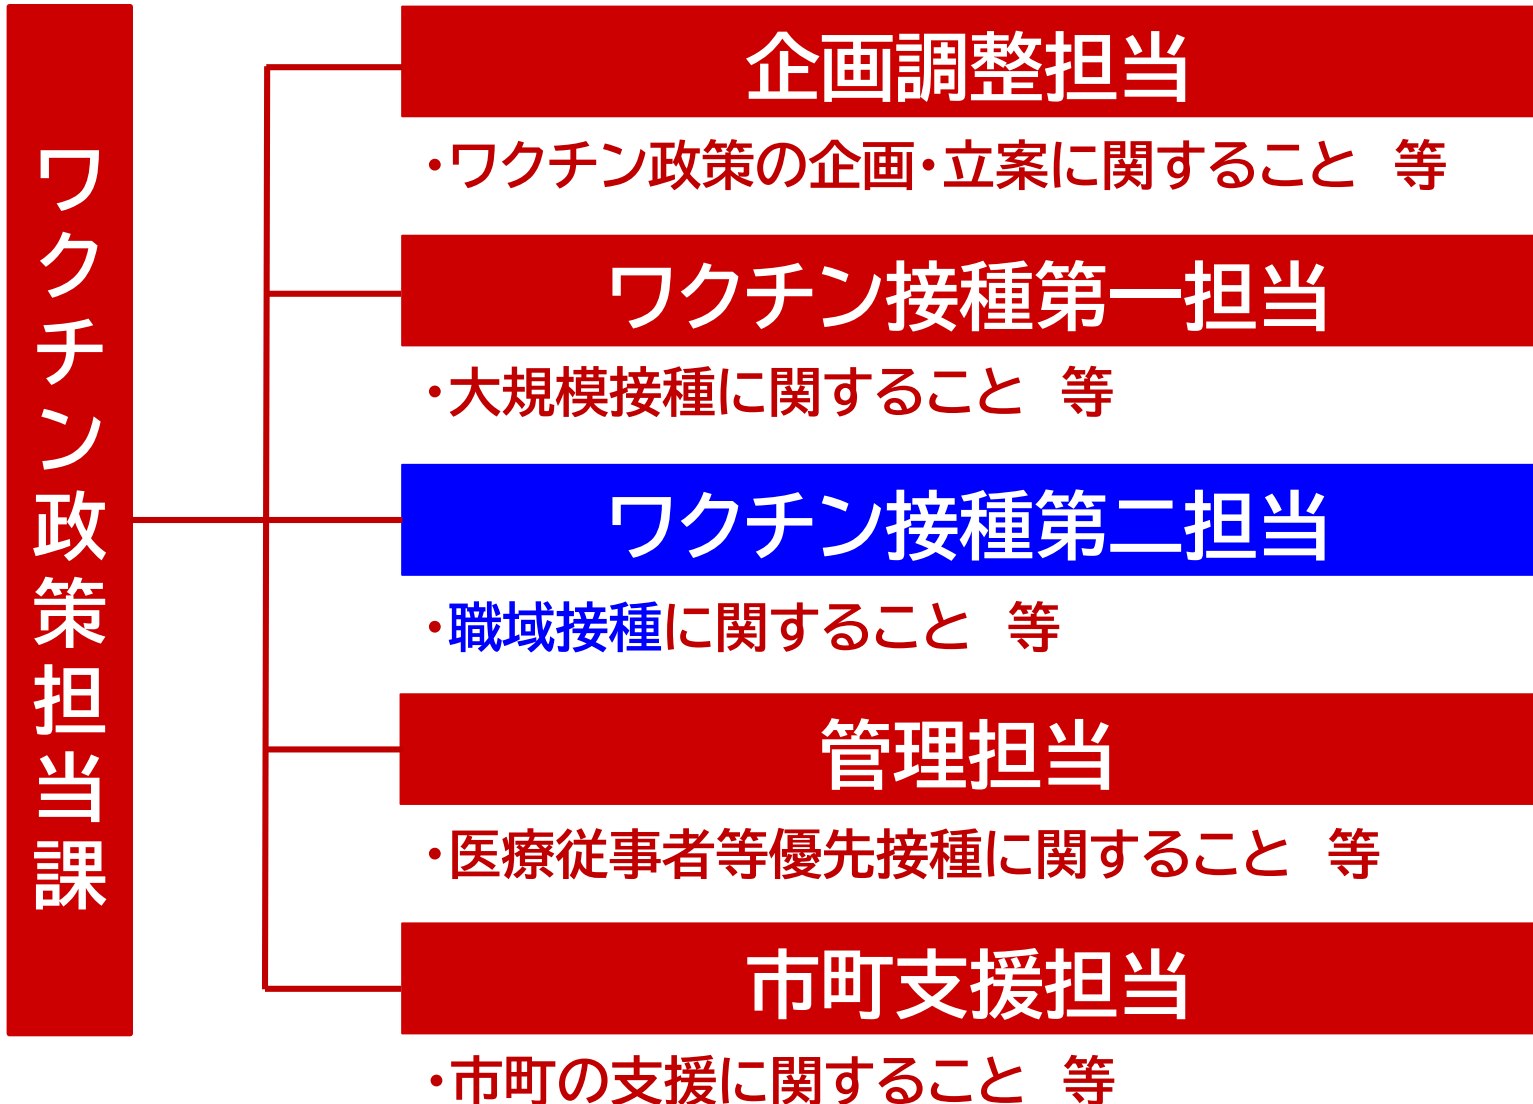 ワクチン政策担当課
企画調整担当
・ワクチン政策の企画・立案に関すること　等
ワクチン接種第一担当
・大規模接種に関すること　等
ワクチン接種第二担当
・職域接種に関すること　等
管理担当
・医療従事者等優先接種に関すること　等
市町支援担当
・市町の支援に関すること　等